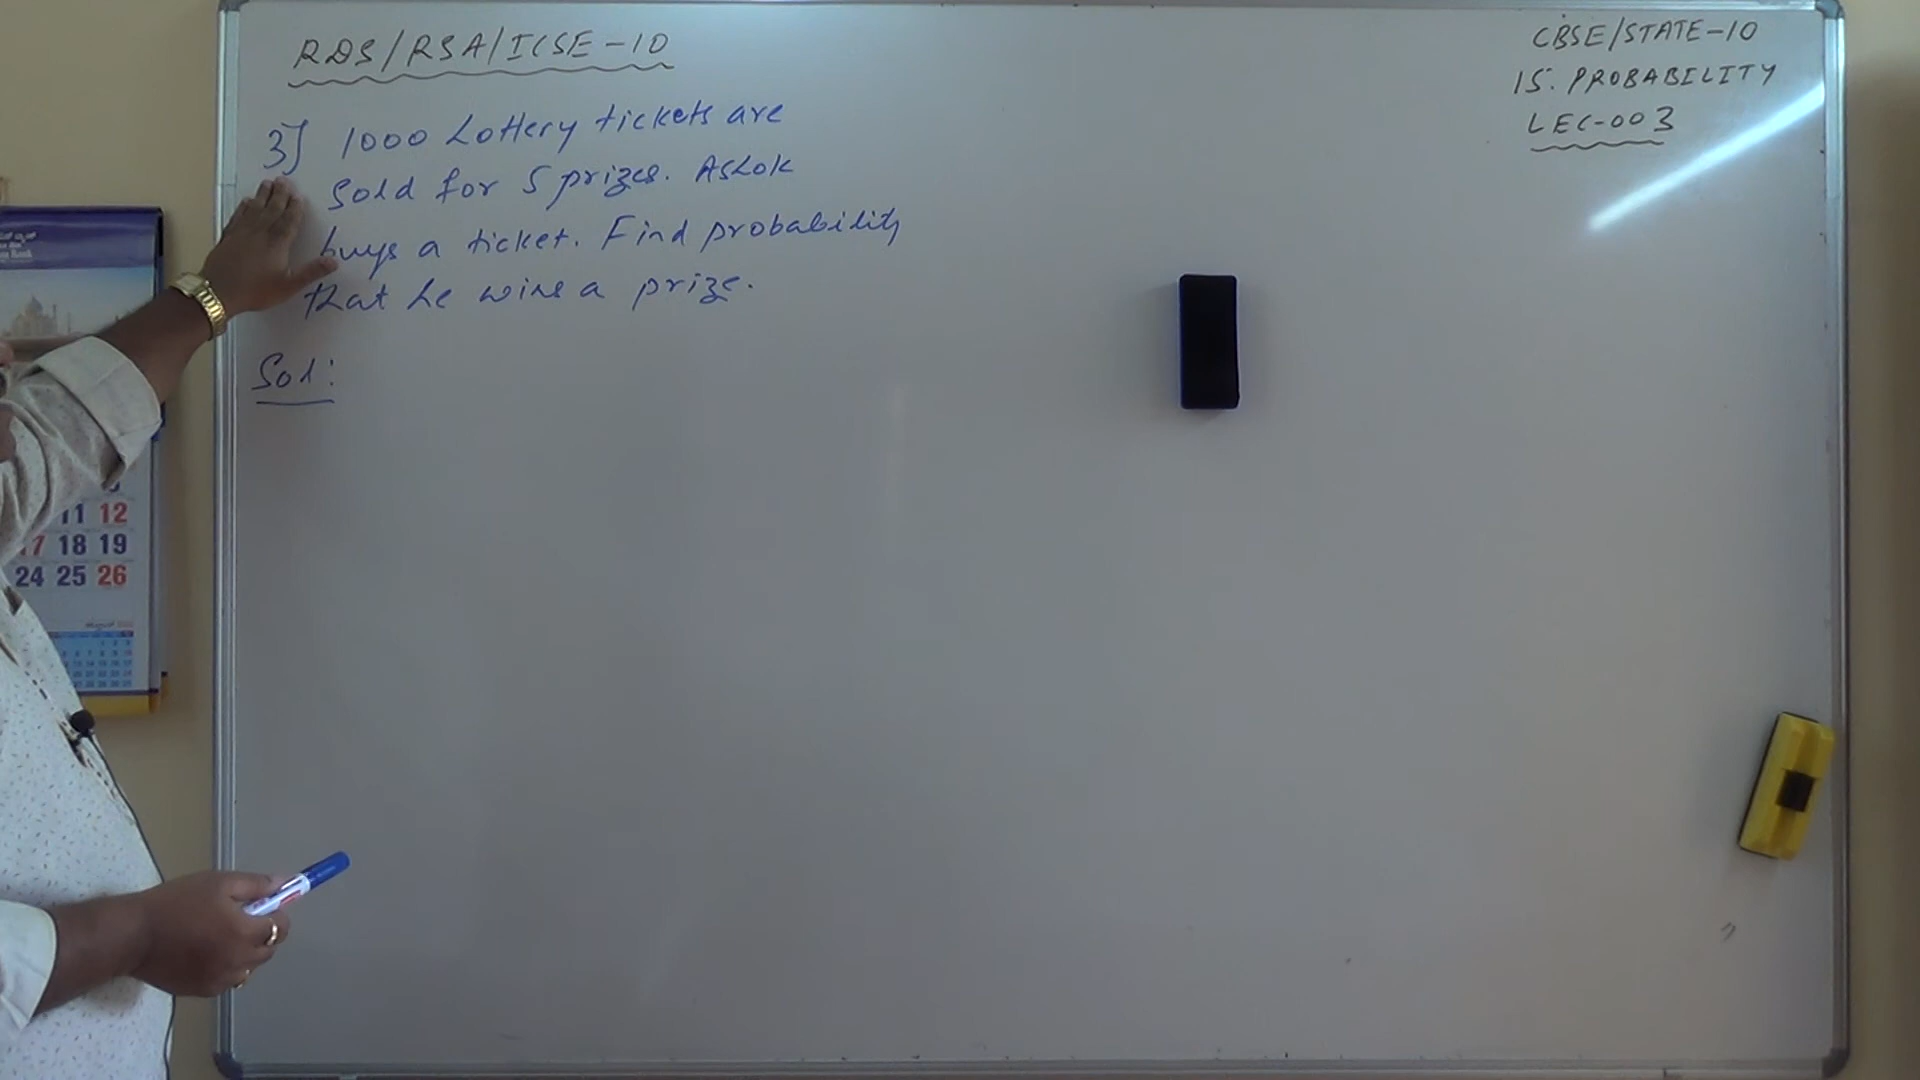 RDS/RSA/ICSE-10
CBSE/STATE-10
15. PROBABILITY
LEC-003
3] 1000 Lottery tickets are
Sold for 5 prizes. Ashok
buys a ticket. Find probability
that he wins a prize.
Sol:
11 12
17 18 19
24 25 26